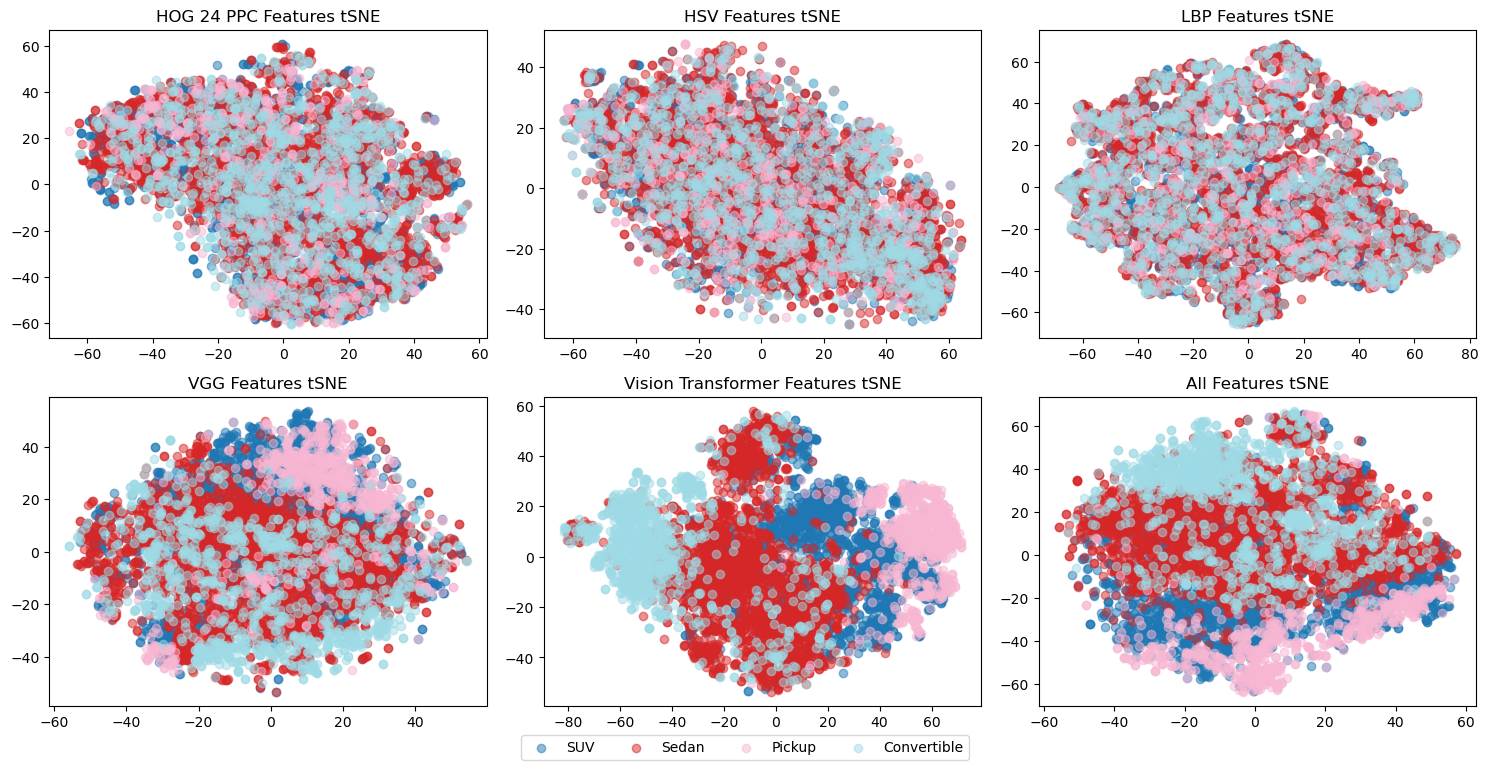 HOG 24 PPC Features tSNE
60
40
20
0
−20
−40
−60
−60 −40 −20 0 20 40 60
HSV Features tSNE
40
20
0
−20
−40
−60 −40 −20 0 20 40 60
LBP Features tSNE
60
40
20
0
−20
−40
−60
−60 −40 −20 0 20 40 60 80
VGG Features tSNE
40
20
0
−20
−40
−60 −40 −20 0 20 40
Vision Transformer Features tSNE
60
40
20
0
−20
−40
−80 −60 −40 −20 0 20 40 60
All Features tSNE
60
40
20
0
−20
−40
−60
−60 −40 −20 0 20 40 60
SUV Sedan Pickup Convertible